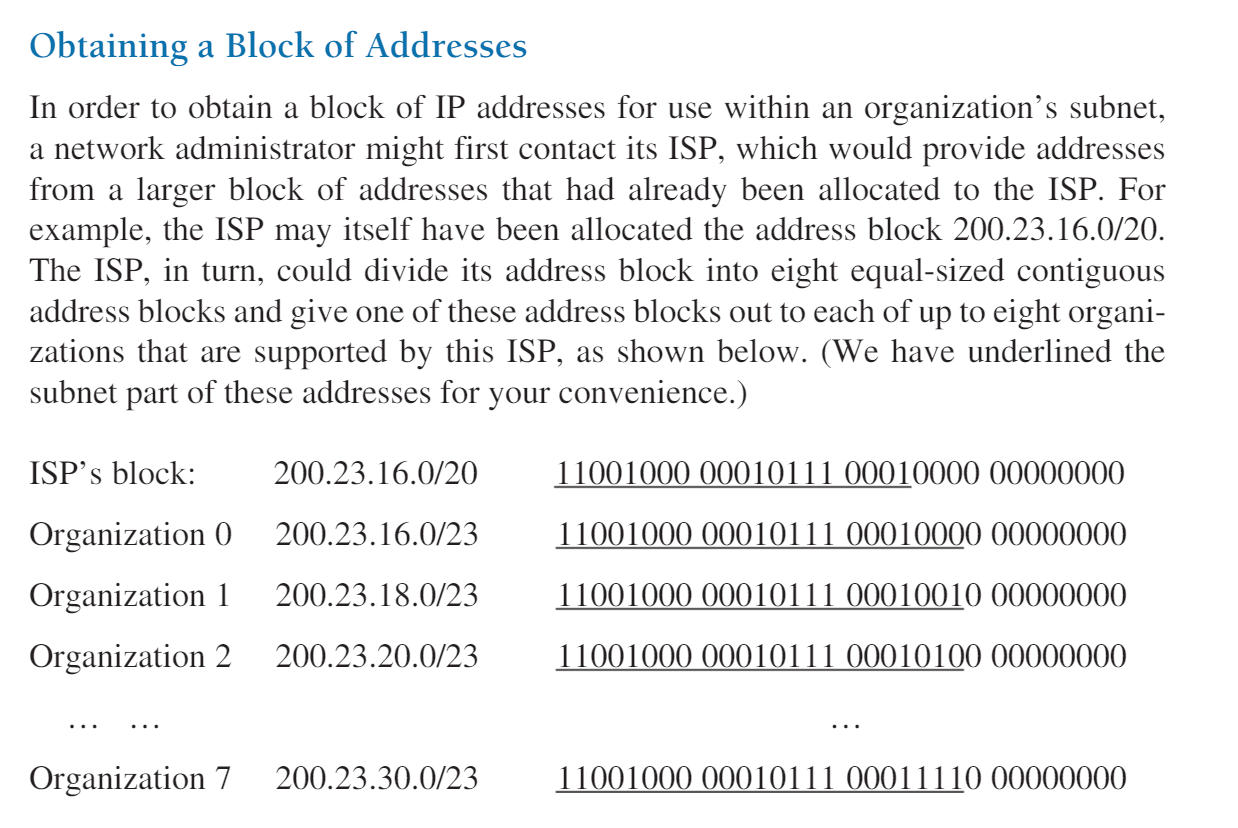 Obtaining a Block of Addresses
In order to obtain a block of IP addresses for use within an organization's subnet,
a network administrator might first contact its ISP, which would provide addresses
from a larger block of addresses that had already been allocated to the ISP. For
example, the ISP may itself have been allocated the address block 200.23.16.0/20.
The ISP, in turn, could divide its address block into eight equal-sized contiguous
address blocks and give one of these address blocks out to each of up to eight organi-
zations that are supported by this ISP, as shown below. (We have underlined the
subnet part of these addresses for your convenience.)
ISP's block: 200.23.16.0/20 11001000 00010111 00010000 00000000
Organization 0 200.23.16.0/23 11001000 00010111 00010000 00000000
Organization 1 200.23.18.0/23 11001000 00010111 00010010 00000000
Organization 2 200.23.20.0/23 11001000 00010111 00010100 00000000
… … …
Organization 7 200.23.30.0/23 11001000 00010111 00011110 00000000